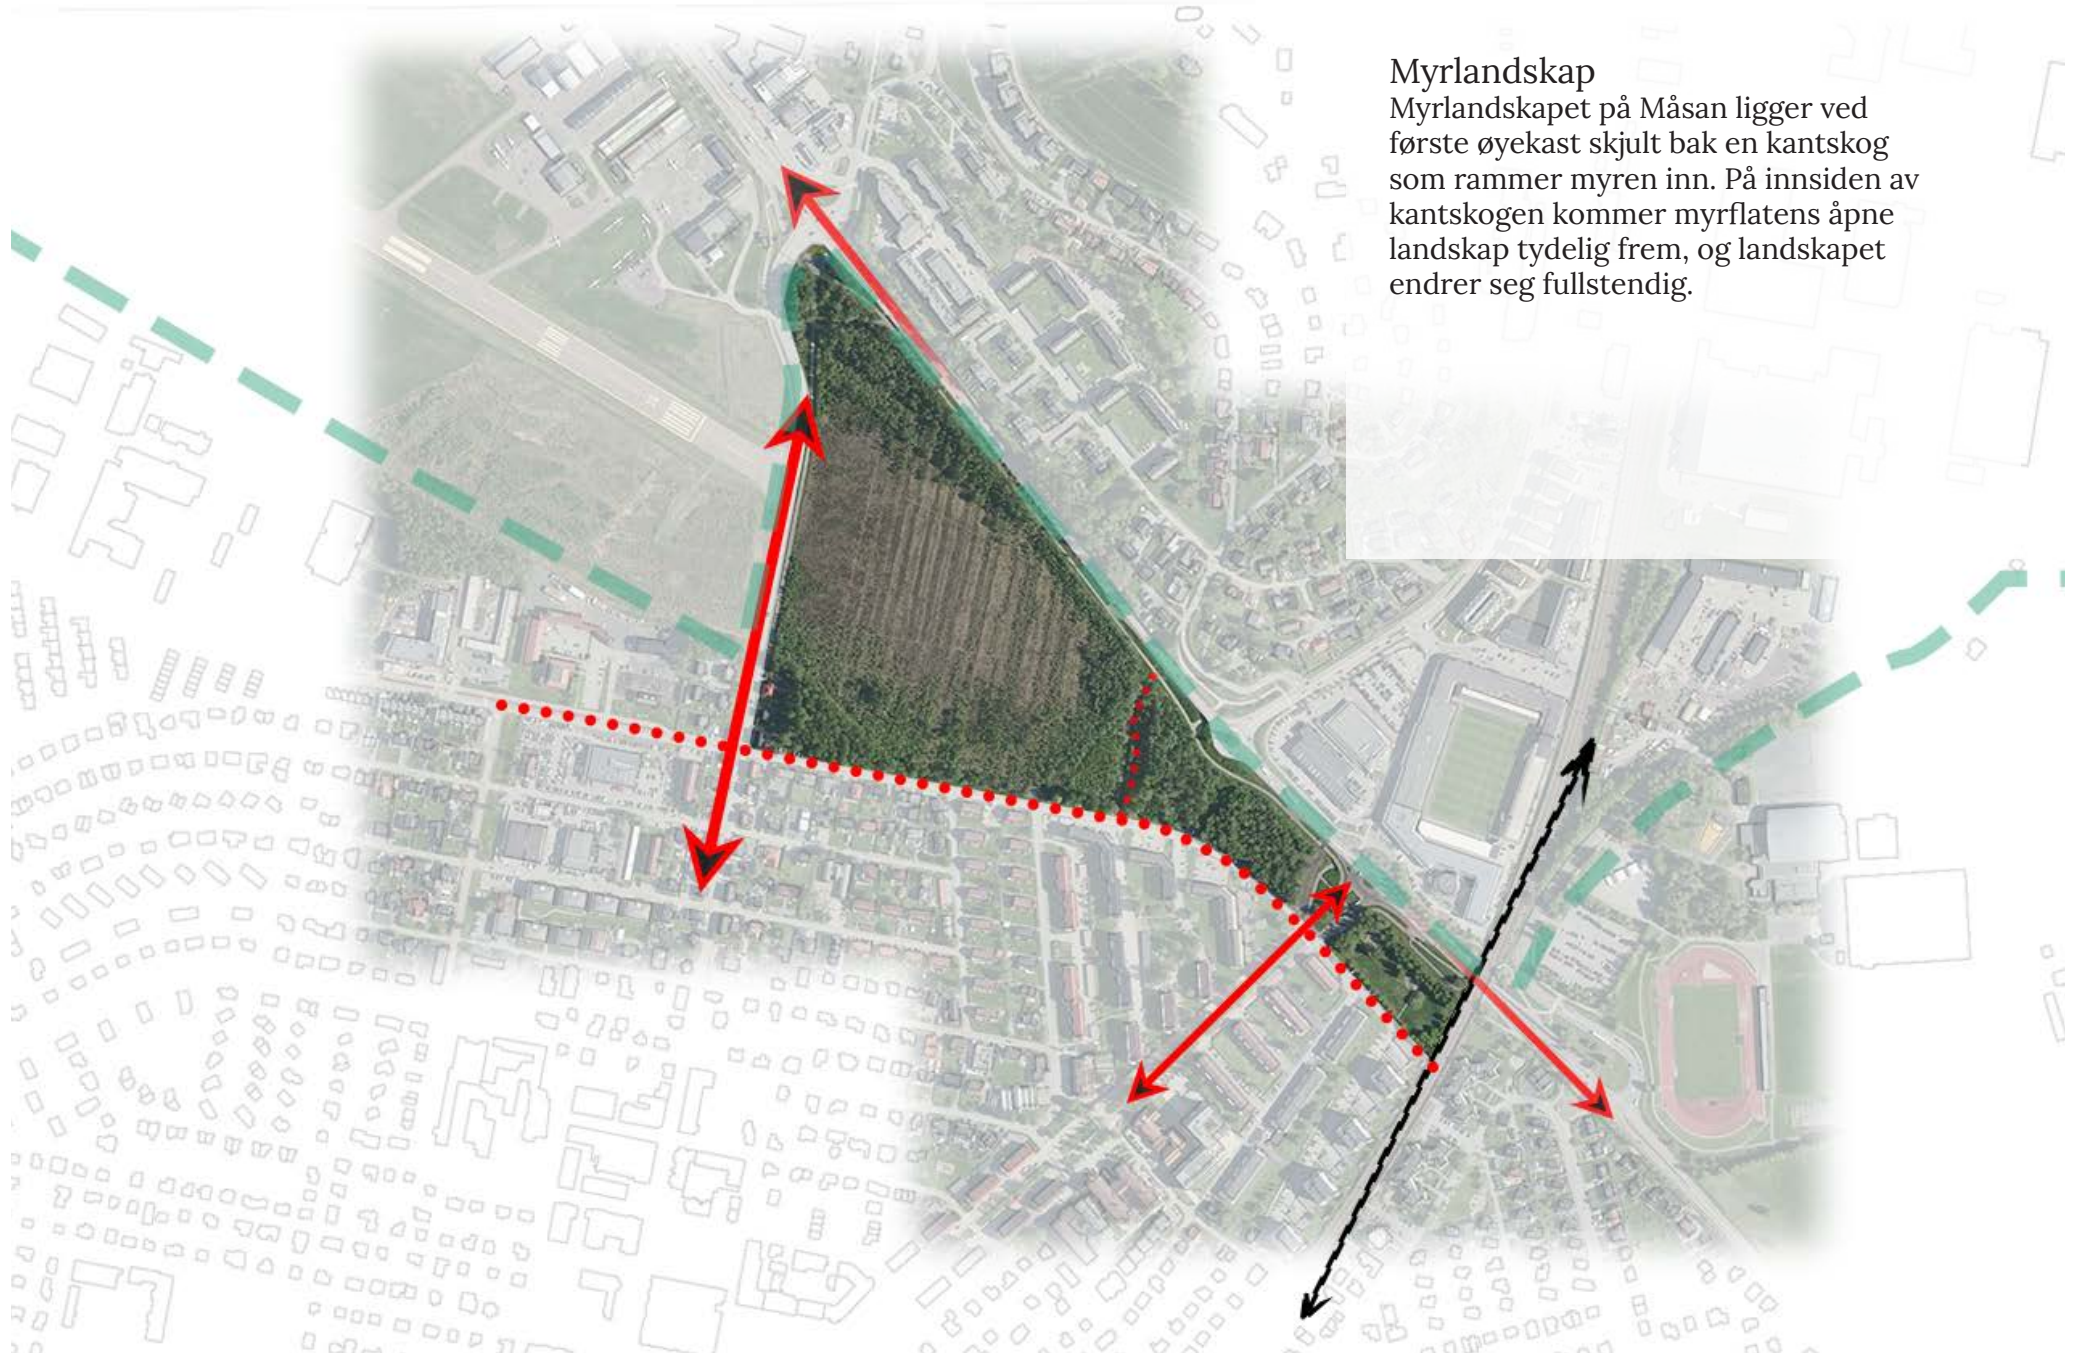 Myrlandskap
Myrlandskapet på Måsan ligger ved
første øyekast skjult bak en kantskog
som rammer myren inn. På innsiden av
kantskogen kommer myrflatens åpne
landskap tydelig frem, og landskapet
endrer seg fullstendig.